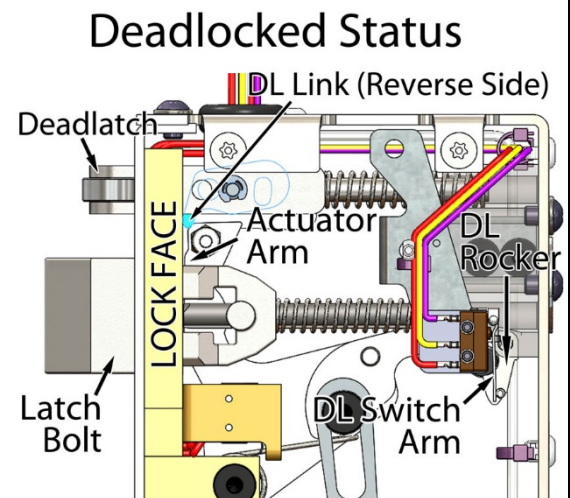 Deadlocked Status
DL Link (Reverse Side)
Deadlatch
Actuator
Arm
DL
Rocker
LOCK FACE
Latch
Bolt
DL Switch
Arm